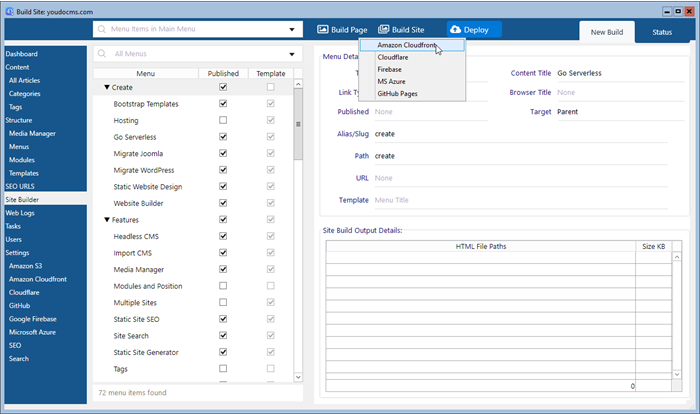 Build Site: youdocms.com
Menu Items in Main Menu
Build Page
Build Site
Deploy
New Build
Status
Dashboard
Content
All Articles
Categories
Tags
Structure
Media Manager
Menus
Modules
Templates
SEO URLS
Site Builder
Web Logs
Tasks
Users
Settings
Amazon S3
Amazon Cloudfront
Cloudflare
GitHub
Google Firebase
Microsoft Azure
SEO
Search
All Menus
Menu Published Template
Create
Bootstrap Templates
Hosting
Go Serverless
Migrate Joomla
Migrate WordPress
Static Website Design
Website Builder
Features
Headless CMS
Import CMS
Media Manager
Modules and Position
Multiple Sites
Static Site SEO
Site Search
Static Site Generator
Tags
72 menu items found
Amazon Cloudfront
Cloudflare
Firebase
MS Azure
GitHub Pages
Menu Deta
Content Title Go Serverless
Link Ty
Browser Title None
Published None
Target Parent
Alias/Slug create
Path create
URL None
Template Menu Title
Site Build Output Details:
HTML File Paths Size KB
0